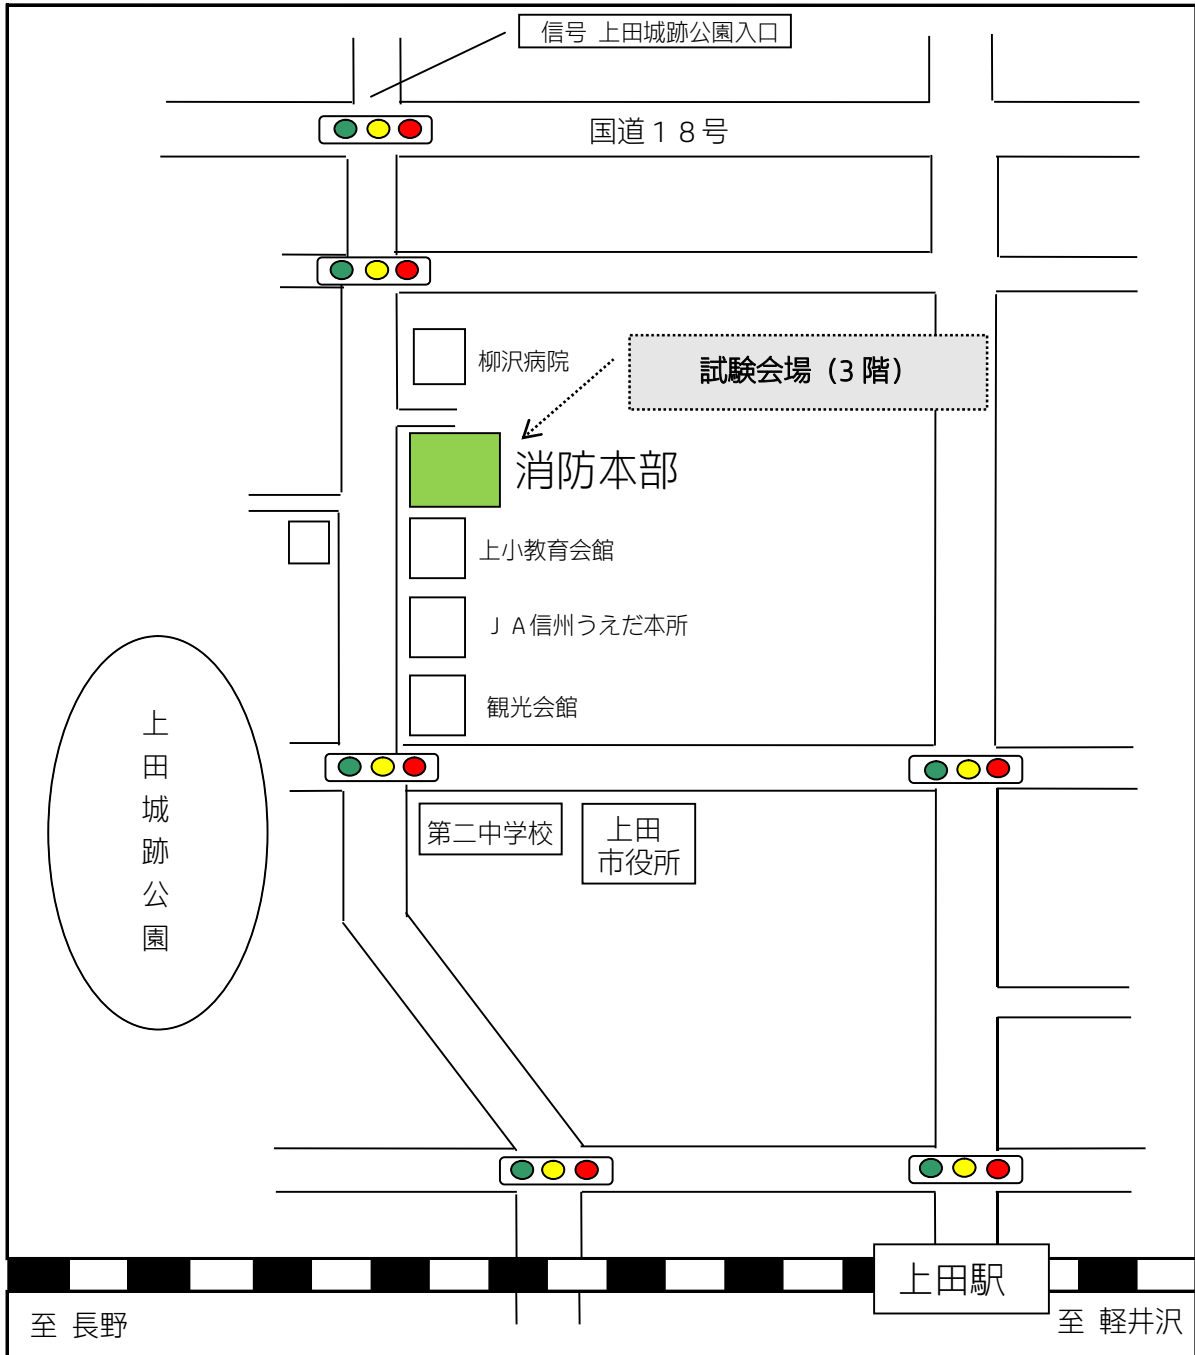 信号 上田城跡公園入口
国道１８号
柳沢病院
試験会場（３階）
消防本部
上小教育会館
ＪＡ信州うえだ本所
観光会館
上田城跡公園
第二中学校
上田
市役所
上田駅
至 長野
至 軽井沢